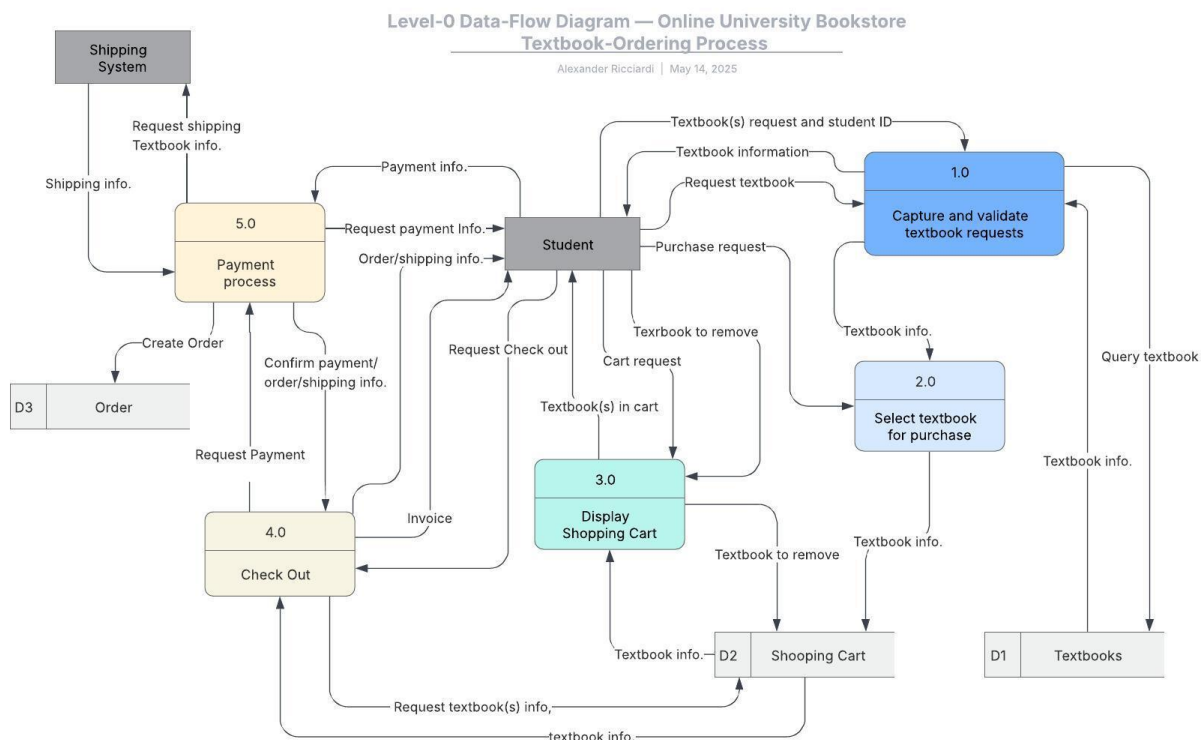 Level-0 Data-Flow Diagram — Online University Bookstore
Textbook-Ordering Process
Alexander Ricciardi | May 14, 2025
Shipping
System
Request shipping
Textbook info.
Shipping info.
Payment info.
Textbook(s) request and student ID
Textbook information
Request textbook
1.0
Capture and validate
textbook requests
5.0
Payment
process
Request payment Info.
Order/shipping info.
Student
Purchase request
Create Order
Confirm payment/
order/shipping info.
Request Check out
Texrbook to remove
Cart request
Textbook info.
Query textbook
D3
Order
Textbook(s) in cart
2.0
Select textbook
for purchase
Request Payment
Textbook info.
3.0
Display
Shopping Cart
Invoice
4.0
Check Out
Textbook to remove
Textbook info.
Textbook info.
D2
Shooping Cart
D1
Textbooks
Request textbook(s) info,
textbook info.